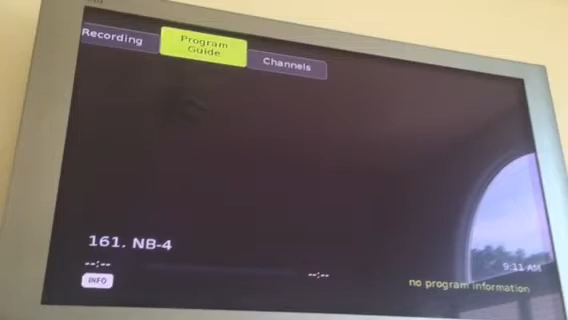 Recording
Program
Guide
Channels
161. NB-4
--:--
--:--
9:11 AM
INFO
no program information